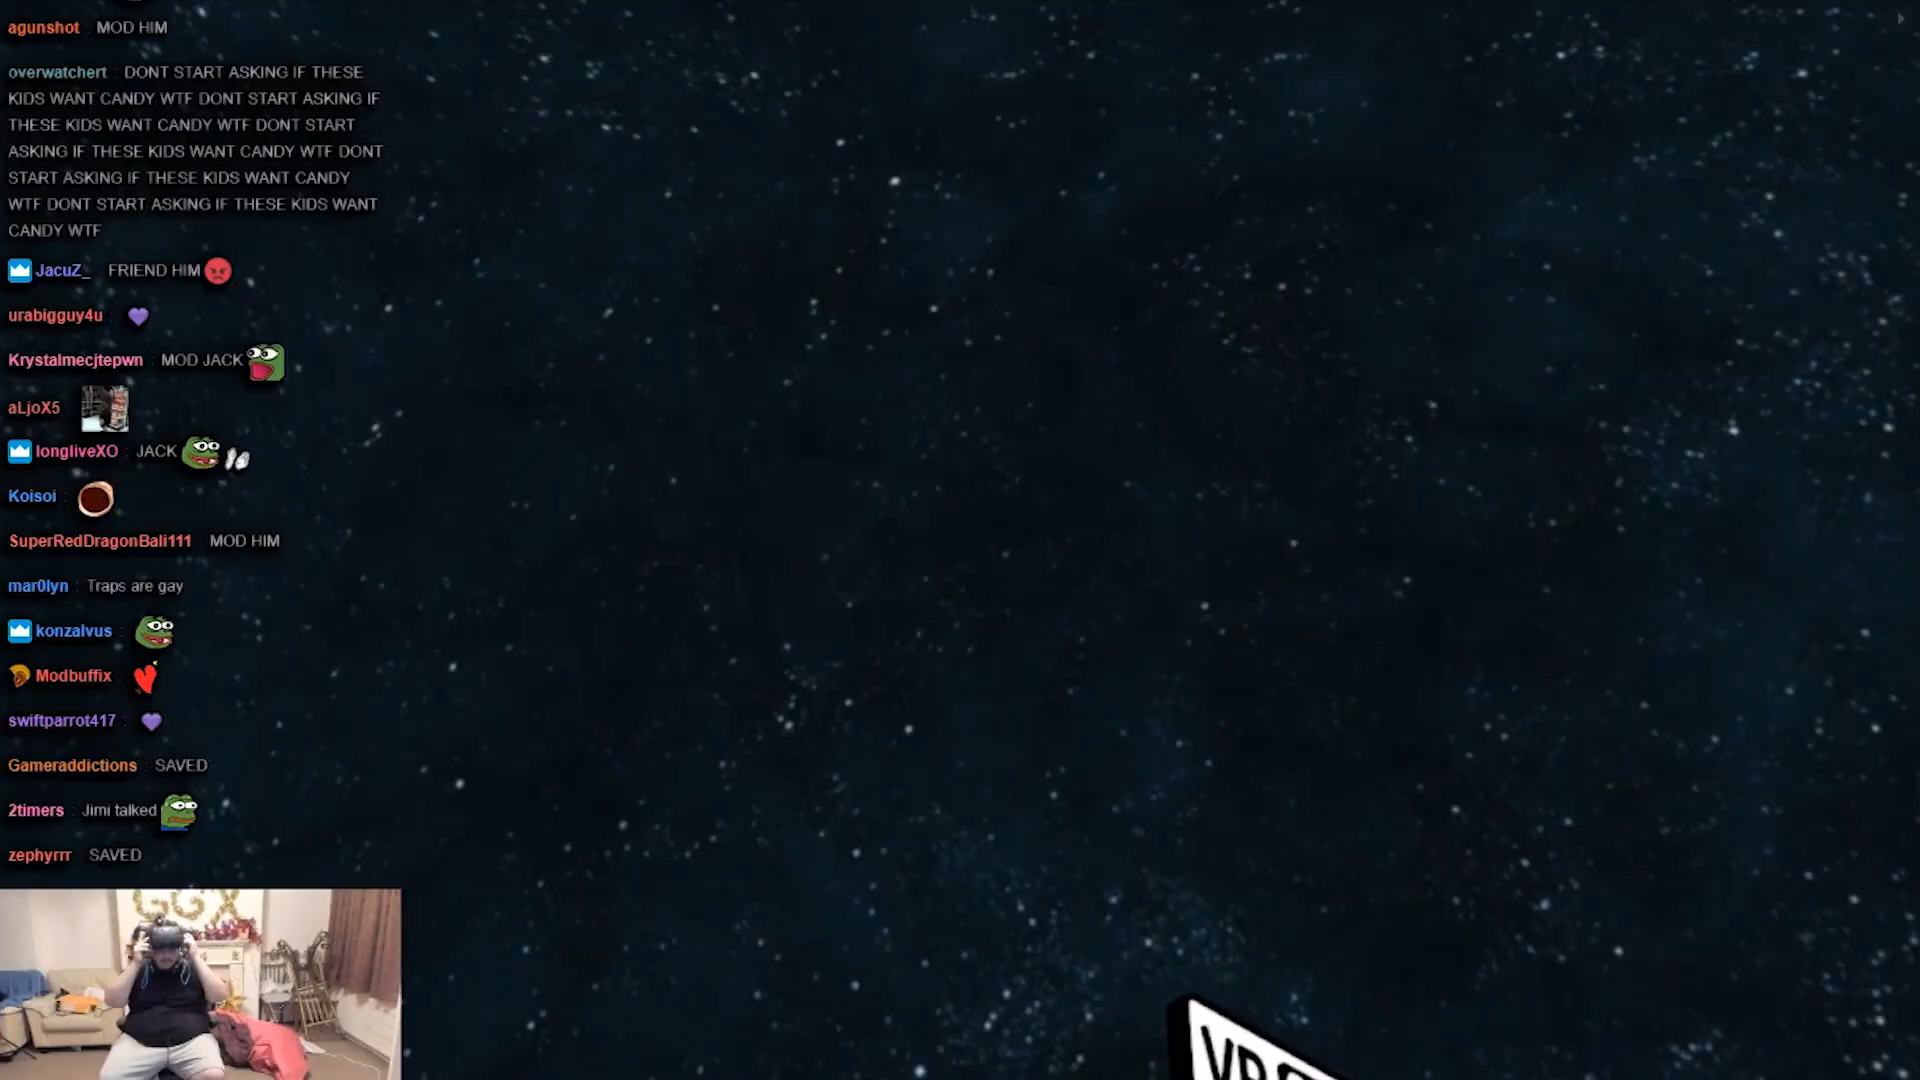 agunshot : MOD HIM
overwatchert : DONT START ASKING IF THESE
KIDS WANT CANDY WTF DONT START ASKING IF
THESE KIDS WANT CANDY WTF DONT START
ASKING IF THESE KIDS WANT CANDY WTF DONT
START ASKING IF THESE KIDS WANT CANDY
WTF DONT START ASKING IF THESE KIDS WANT
CANDY WTF
JacuZ_ FRIEND HIM
urabigguy4u
Krystalmecjtepwn : MOD JACK
aLjoX5
longliveXO : JACK
Koisoi :
SuperRedDragonBali111 : MOD HIM
mar0lyn : Traps are gay
konzalvus :
Modbuffix :
swiftparrot417 :
Gameraddictions : SAVED
2timers : Jimi talked
zephyrrr SAVED
GGX